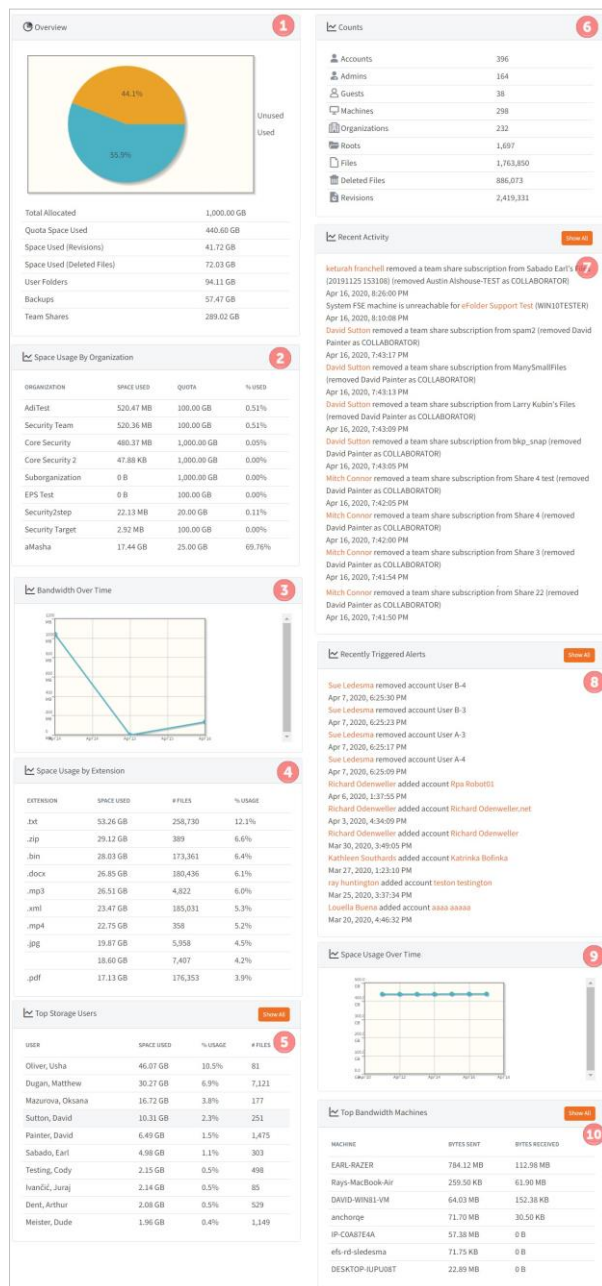 Overview
1
44.1%
55.9%
Unused
Used
Total Allocated 1,000.00 GB
Quota Space Used 440.60 GB
Space Used (Revisions) 41.72 GB
Space Used (Deleted Files) 72.03 GB
User Folders 94.11 GB
Backups 57.47 GB
Team Shares 289.02 GB
Space Usage By Organization
2
ORGANIZATION SPACE USED QUOTA % USED
AdiTest 520.47 MB 100.00 GB 0.51%
Security Team 520.36 MB 100.00 GB 0.51%
Core Security 480.37 MB 1,000.00 GB 0.05%
Core Security 2 47.88 KB 1,000.00 GB 0.00%
Suborganization 0 B 1,000.00 GB 0.00%
EPS Test 0 B 100.00 GB 0.00%
Security2step 22.13 MB 20.00 GB 0.11%
Security Target 2.92 MB 100.00 GB 0.00%
aMasha 17.44 GB 25.00 GB 69.76%
Bandwidth Over Time
3
Space Usage by Extension
4
EXTENSION SPACE USED # FILES % USAGE
.txt 53.26 GB 258,730 12.1%
.zip 29.12 GB 389 6.6%
.bin 28.03 GB 173,361 6.4%
.docx 26.85 GB 180,436 6.1%
.mp3 26.51 GB 4,822 6.0%
.xml 23.47 GB 185,031 5.3%
.mp4 22.75 GB 358 5.2%
.jpg 19.87 GB 5,958 4.5%
18.60 GB 7,407 4.2%
.pdf 17.13 GB 176,353 3.9%
Top Storage Users
Show All
5
USER SPACE USED % USAGE # FILES
Oliver, Usha 46.07 GB 10.5% 81
Dugan, Matthew 30.27 GB 6.9% 7,121
Mazurova, Oksana 16.72 GB 3.8% 177
Sutton, David 10.31 GB 2.3% 251
Painter, David 6.49 GB 1.5% 1,475
Sabado, Earl 4.98 GB 1.1% 303
Testing, Cody 2.15 GB 0.5% 498
Ivančić, Juraj 2.14 GB 0.5% 85
Dent, Arthur 2.08 GB 0.5% 529
Meister, Dude 1.96 GB 0.4% 1,149
Counts
6
Accounts 396
Admins 164
Guests 38
Machines 298
Organizations 232
Roots 1,697
Files 1,763,850
Deleted Files 886,073
Revisions 2,419,331
Recent Activity
Show All
7
keturah franchell removed a team share subscription from Sabado Earl's Files
(20191125 153108) (removed Austin Alshouse-TEST as COLLABORATOR)
Apr 16, 2020, 8:26:00 PM
System FSE machine is unreachable for eFolder Support Test (WIN10TESTER)
Apr 16, 2020, 8:10:08 PM
David Sutton removed a team share subscription from spam2 (removed David
Painter as COLLABORATOR)
Apr 16, 2020, 7:43:17 PM
David Sutton removed a team share subscription from ManySmallFiles
(removed David Painter as COLLABORATOR)
Apr 16, 2020, 7:43:13 PM
David Sutton removed a team share subscription from Larry Kubin's Files
(removed David Painter as COLLABORATOR)
Apr 16, 2020, 7:43:09 PM
David Sutton removed a team share subscription from bkp_snap (removed
David Painter as COLLABORATOR)
Apr 16, 2020, 7:43:05 PM
Mitch Connor removed a team share subscription from Share 4 test (removed
David Painter as COLLABORATOR)
Apr 16, 2020, 7:42:05 PM
Mitch Connor removed a team share subscription from Share 4 (removed
David Painter as COLLABORATOR)
Apr 16, 2020, 7:42:00 PM
Mitch Connor removed a team share subscription from Share 3 (removed
David Painter as COLLABORATOR)
Apr 16, 2020, 7:41:54 PM
Mitch Connor removed a team share subscription from Share 22 (removed
David Painter as COLLABORATOR)
Apr 16, 2020, 7:41:50 PM
Recently Triggered Alerts
Show All
8
Sue Ledesma removed account User B-4
Apr 7, 2020, 6:25:30 PM
Sue Ledesma removed account User B-3
Apr 7, 2020, 6:25:23 PM
Sue Ledesma removed account User A-3
Apr 7, 2020, 6:25:17 PM
Sue Ledesma removed account User A-4
Apr 7, 2020, 6:25:09 PM
Richard Odenweller added account Rpa Robot01
Apr 6, 2020, 1:37:55 PM
Richard Odenweller added account Richard Odenweller.net
Apr 3, 2020, 4:34:09 PM
Richard Odenweller added account Richard Odenweller
Mar 30, 2020, 3:49:05 PM
Kathleen Southards added account Katrinka Bofinka
Mar 27, 2020, 1:23:10 PM
ray huntington added account teston testington
Mar 25, 2020, 3:37:34 PM
Louella Buena added account aaaa aaaaa
Mar 20, 2020, 4:46:32 PM
Space Usage Over Time
9
Top Bandwidth Machines
Show All
10
MACHINE BYTES SENT BYTES RECEIVED
EARL-RAZER 784.12 MB 112.98 MB
Rays-MacBook-Air 259.50 KB 61.90 MB
DAVID-WIN81-VM 64.03 MB 152.38 KB
anchorqe 71.70 MB 30.50 KB
IP-C0A87E4A 57.38 MB 0 B
efs-rd-sledesma 71.75 KB 0 B
DESKTOP-IUPU08T 22.89 MB 0 B